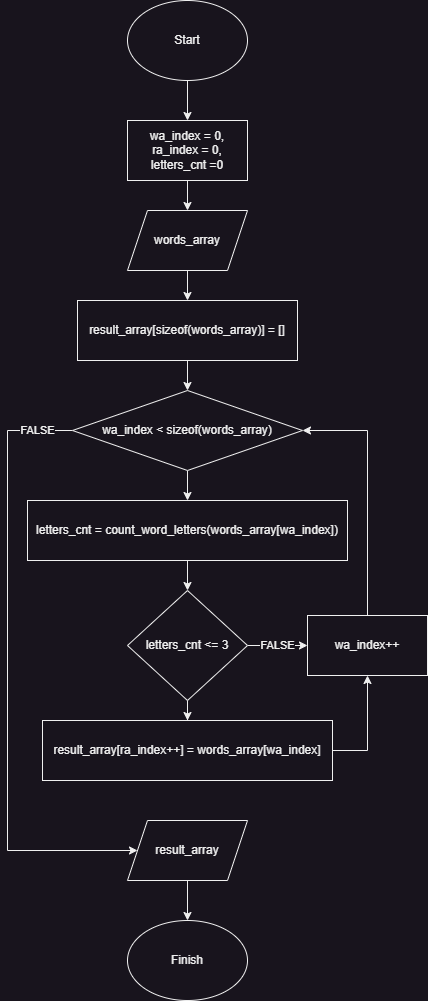 Start
wa_index = 0,
ra_index = 0,
letters_cnt =0
words_array
result_array[sizeof(words_array)] = []
FALSE
wa_index < sizeof(words_array)
letters_cnt = count_word_letters(words_array[wa_index])
letters_cnt <= 3
FALSE
wa_index++
result_array[ra_index++] = words_array[wa_index]
result_array
Finish